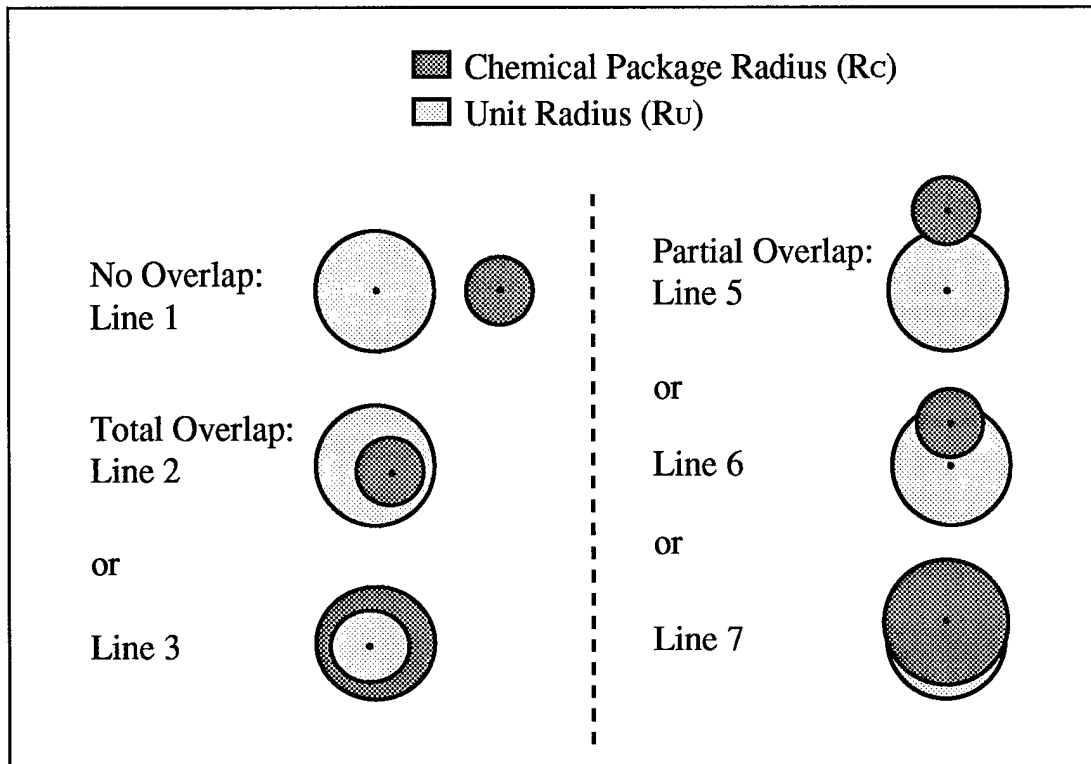 Chemical Package Radius (RC)
Unit Radius (RU)
No Overlap:
Line 1
Total Overlap:
Line 2
or
Line 3
Partial Overlap:
Line 5
or
Line 6
or
Line 7